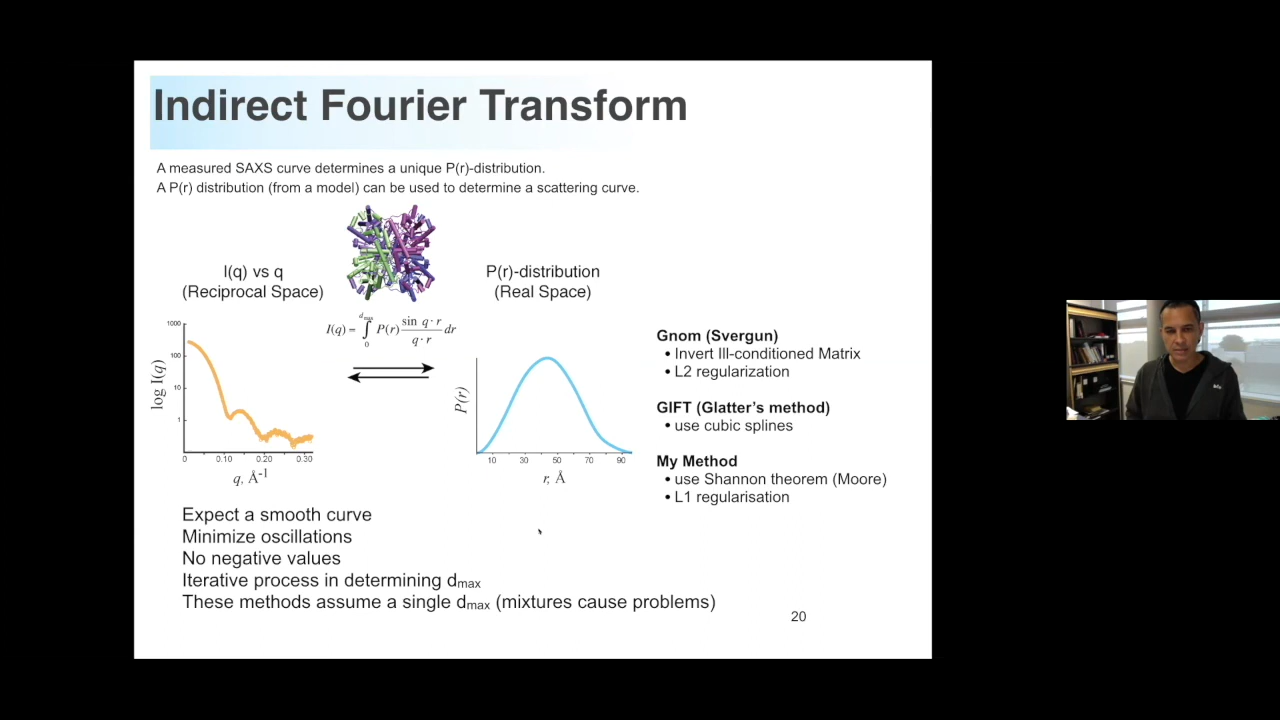 Indirect Fourier Transform
A measured SAXS curve determines a unique P(r)-distribution.
A P(r) distribution (from a model) can be used to determine a scattering curve.
I(q) vs q
(Reciprocal Space)
P(r)-distribution
(Real Space)
I(q) = ∫₀^dmax P(r) sin q·r / q·r dr
log I(q)
1000
100
10
1
0 0.10 0.20 0.30
q, Å-1
P(r)
10 30 50 70 90
r, Å
Gnom (Svergun)
• Invert Ill-conditioned Matrix
• L2 regularization
GIFT (Glatter's method)
• use cubic splines
My Method
• use Shannon theorem (Moore)
• L1 regularisation
Expect a smooth curve
Minimize oscillations
No negative values
Iterative process in determining dmax
These methods assume a single dmax (mixtures cause problems)
20